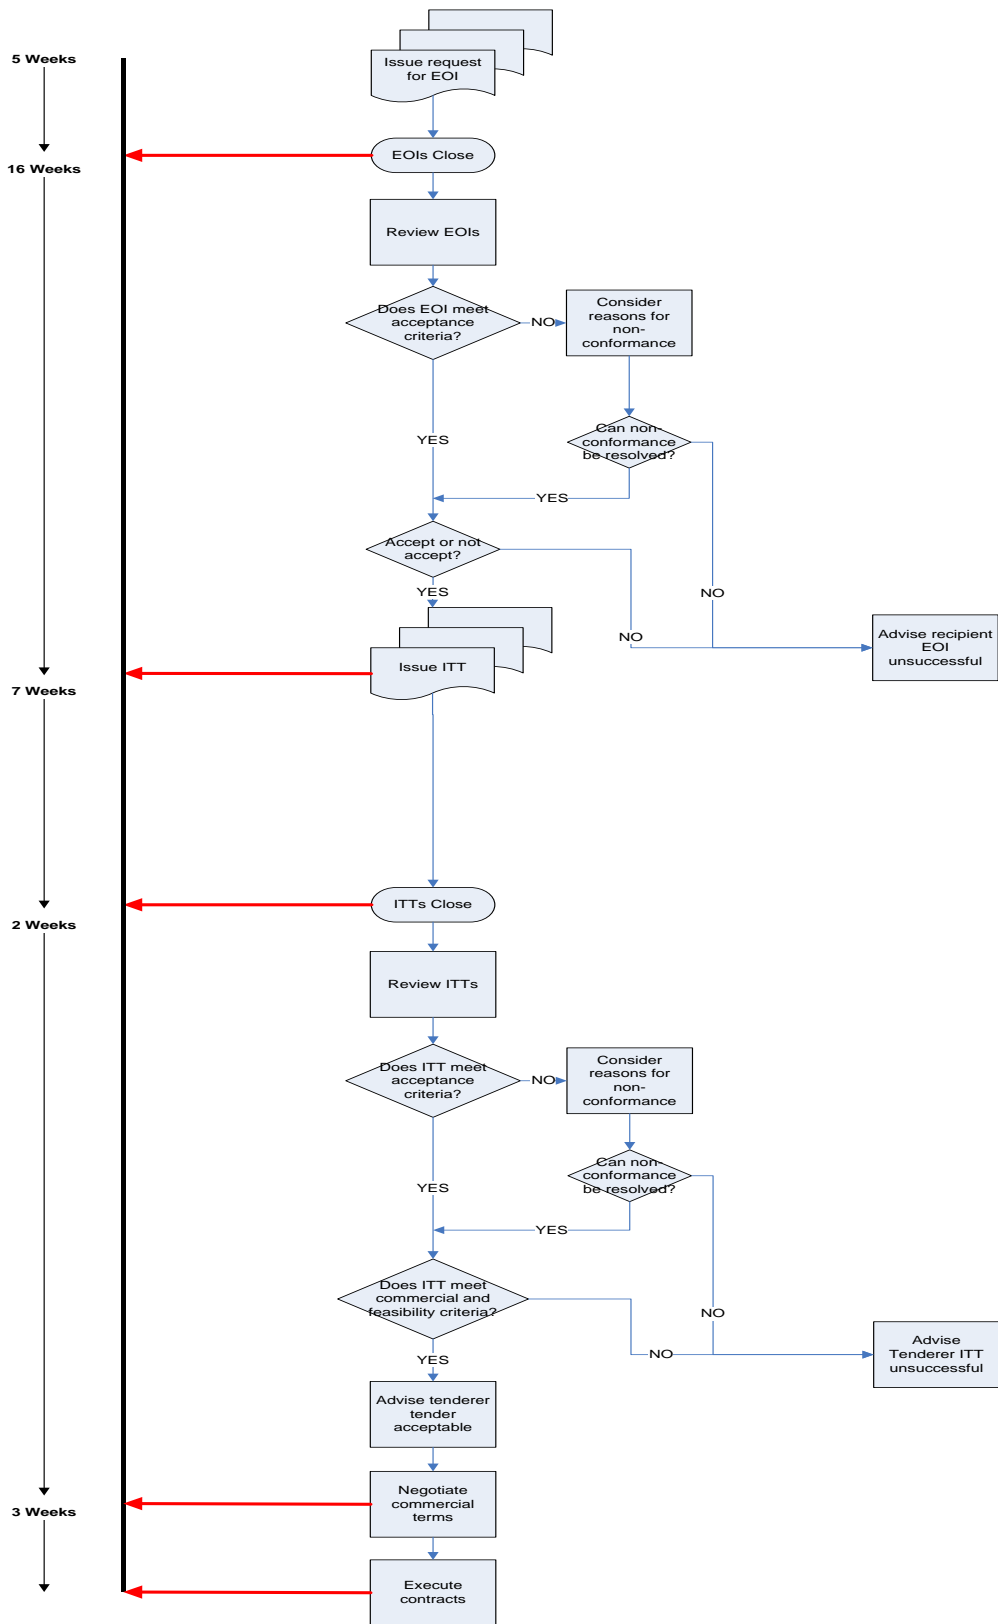 5 Weeks
Issue request
for EOI
EOIs Close
16 Weeks
Review EOIs
Does EOI meet
acceptance
criteria?
NO
Consider
reasons for
non-
conformance
YES
Can non-
conformance
be resolved?
YES
Accept or not
accept?
YES
NO
NO
Advise recipient
EOI
unsuccessful
Issue ITT
7 Weeks
ITTs Close
2 Weeks
Review ITTs
Does ITT meet
acceptance
criteria?
NO
Consider
reasons for
non-
conformance
YES
Can non-
conformance
be resolved?
YES
Does ITT meet
commercial and
feasibility criteria?
NO
NO
YES
Advise
Tenderer ITT
unsuccessful
Advise tenderer
tender
acceptable
Negotiate
commercial
terms
3 Weeks
Execute
contracts